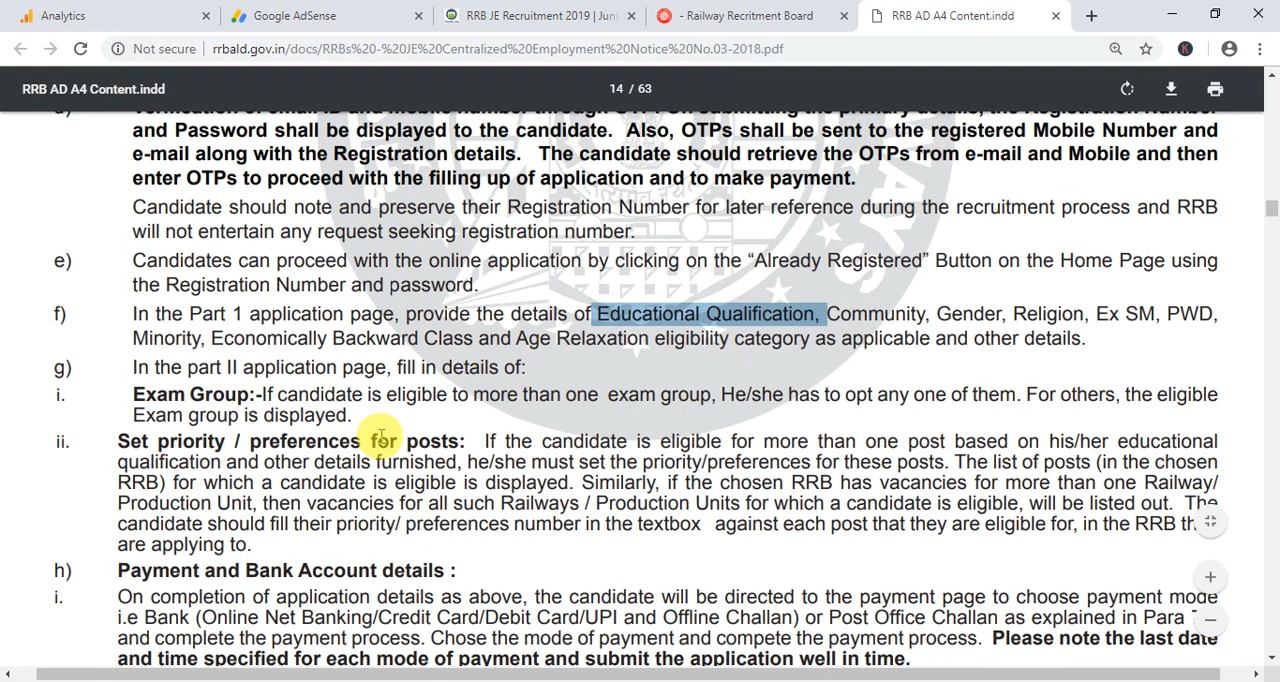 Analytics
Google AdSense
RRB JE Recruitment 2019 | Juni
- Railway Recritment Board
RRB AD A4 Content.indd
Not secure
rrbald.gov.in/docs/RRBs%20-%20JE%20Centralized%20Employment%20Notice%20No.03-2018.pdf
RRB AD A4 Content.indd
14 / 63
and Password shall be displayed to the candidate. Also, OTPs shall be sent to the registered Mobile Number and
e-mail along with the Registration details. The candidate should retrieve the OTPs from e-mail and Mobile and then
enter OTPs to proceed with the filling up of application and to make payment.
Candidate should note and preserve their Registration Number for later reference during the recruitment process and RRB
will not entertain any request seeking registration number.
e) Candidates can proceed with the online application by clicking on the “Already Registered” Button on the Home Page using
the Registration Number and password.
f) In the Part 1 application page, provide the details of Educational Qualification, Community, Gender, Religion, Ex SM, PWD,
Minority, Economically Backward Class and Age Relaxation eligibility category as applicable and other details.
g) In the part II application page, fill in details of:
i. Exam Group:-If candidate is eligible to more than one exam group, He/she has to opt any one of them. For others, the eligible
Exam group is displayed.
ii. Set priority / preferences for posts: If the candidate is eligible for more than one post based on his/her educational
qualification and other details furnished, he/she must set the priority/preferences for these posts. The list of posts (in the chosen
RRB) for which a candidate is eligible is displayed. Similarly, if the chosen RRB has vacancies for more than one Railway/
Production Unit, then vacancies for all such Railways / Production Units for which a candidate is eligible, will be listed out. The
candidate should fill their priority/ preferences number in the textbox against each post that they are eligible for, in the RRB
are applying to.
h) Payment and Bank Account details :
i. On completion of application details as above, the candidate will be directed to the payment page to choose payment mode
i.e Bank (Online Net Banking/Credit Card/Debit Card/UPI and Offline Challan) or Post Office Challan as explained in Para
and complete the payment process. Chose the mode of payment and compete the payment process. Please note the last date
and time specified for each mode of payment and submit the application well in time.